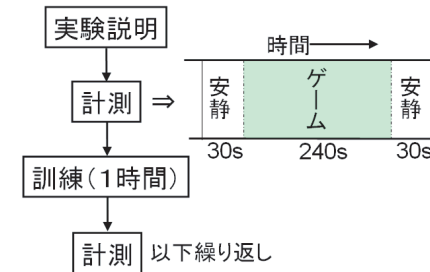 実験説明
計測
⇒
時間
安静
ゲーム
安静
30s
240s
30s
訓練(1時間)
計測
以下繰り返し